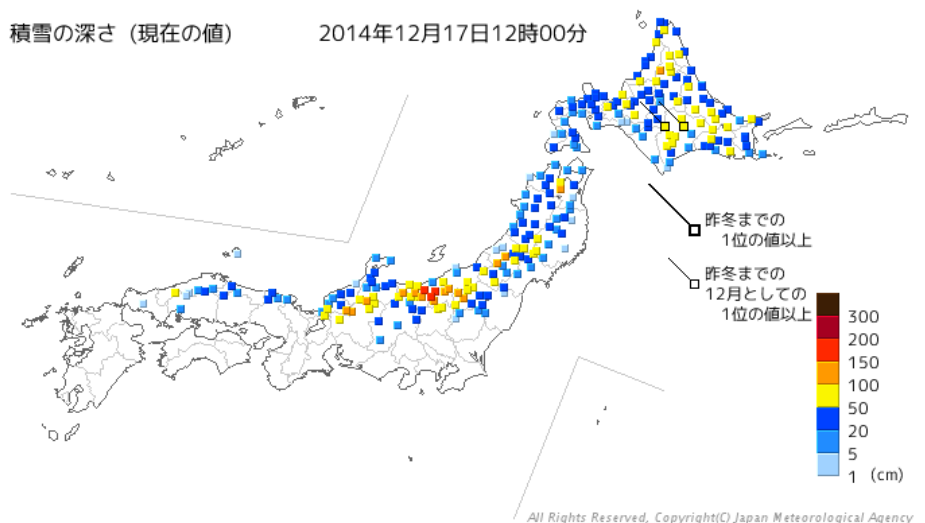 積雪の深さ (現在の値)
2014年12月17日12時00分
昨冬までの
1位の値以上
昨冬までの
12月としての
1位の値以上
300
200
150
100
50
20
5
1 (cm)
All Rights Reserved, Copyright(C) Japan Meteorological Agency